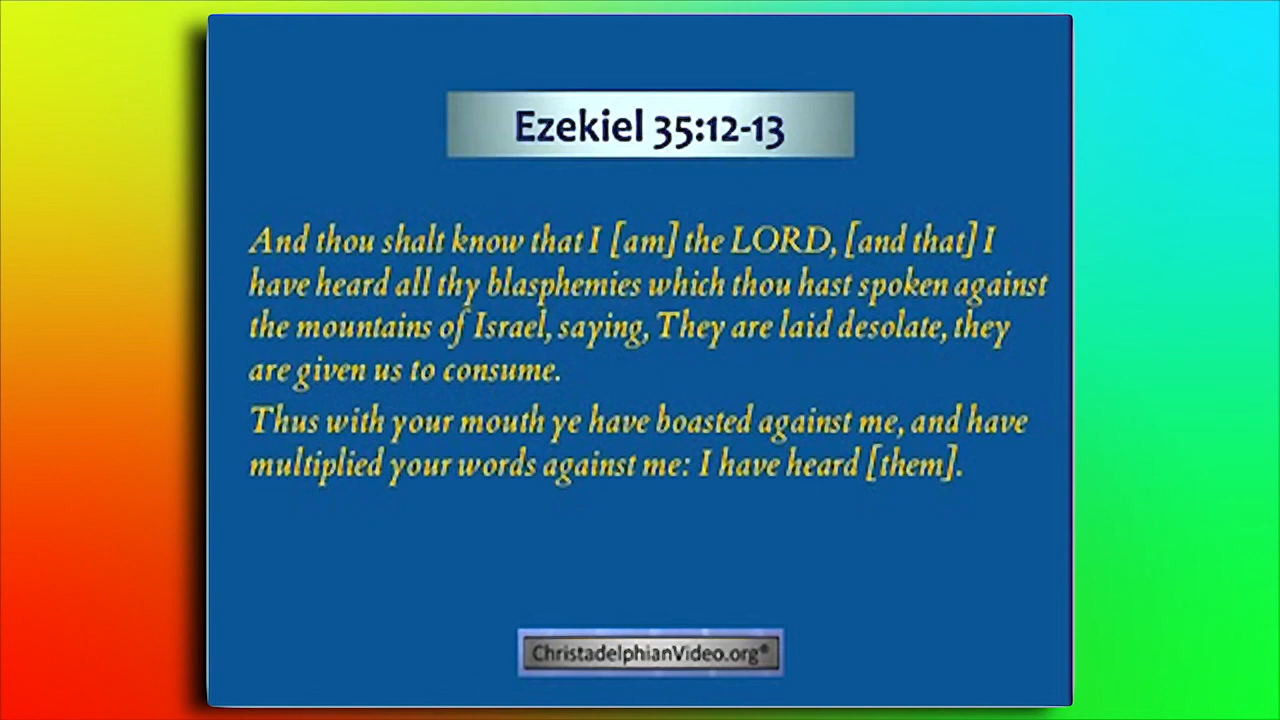 Ezekiel 35:12-13
And thou shalt know that I [am] the LORD, [and that] I
have heard all thy blasphemies which thou hast spoken against
the mountains of Israel, saying, They are laid desolate, they
are given us to consume.
Thus with your mouth ye have boasted against me, and have
multiplied your words against me: I have heard [them].
ChristadelphianVideo.org®